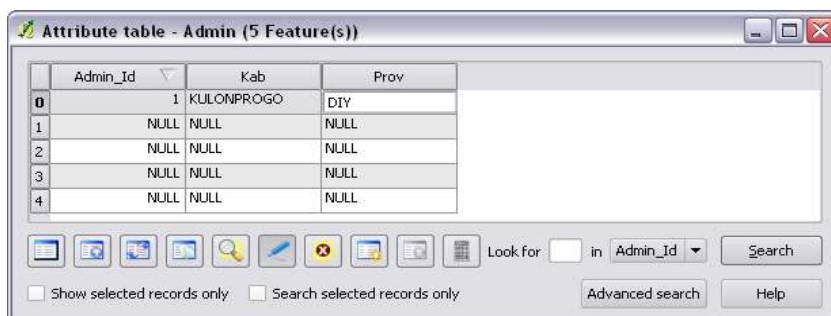 Attribute table - Admin (5 Feature(s))
Admin_Id Kab Prov
0 1 KULONPROGO DIY
1 NULL NULL NULL
2 NULL NULL NULL
3 NULL NULL NULL
4 NULL NULL NULL
Look for in Admin_Id Search
Show selected records only Search selected records only Advanced search Help